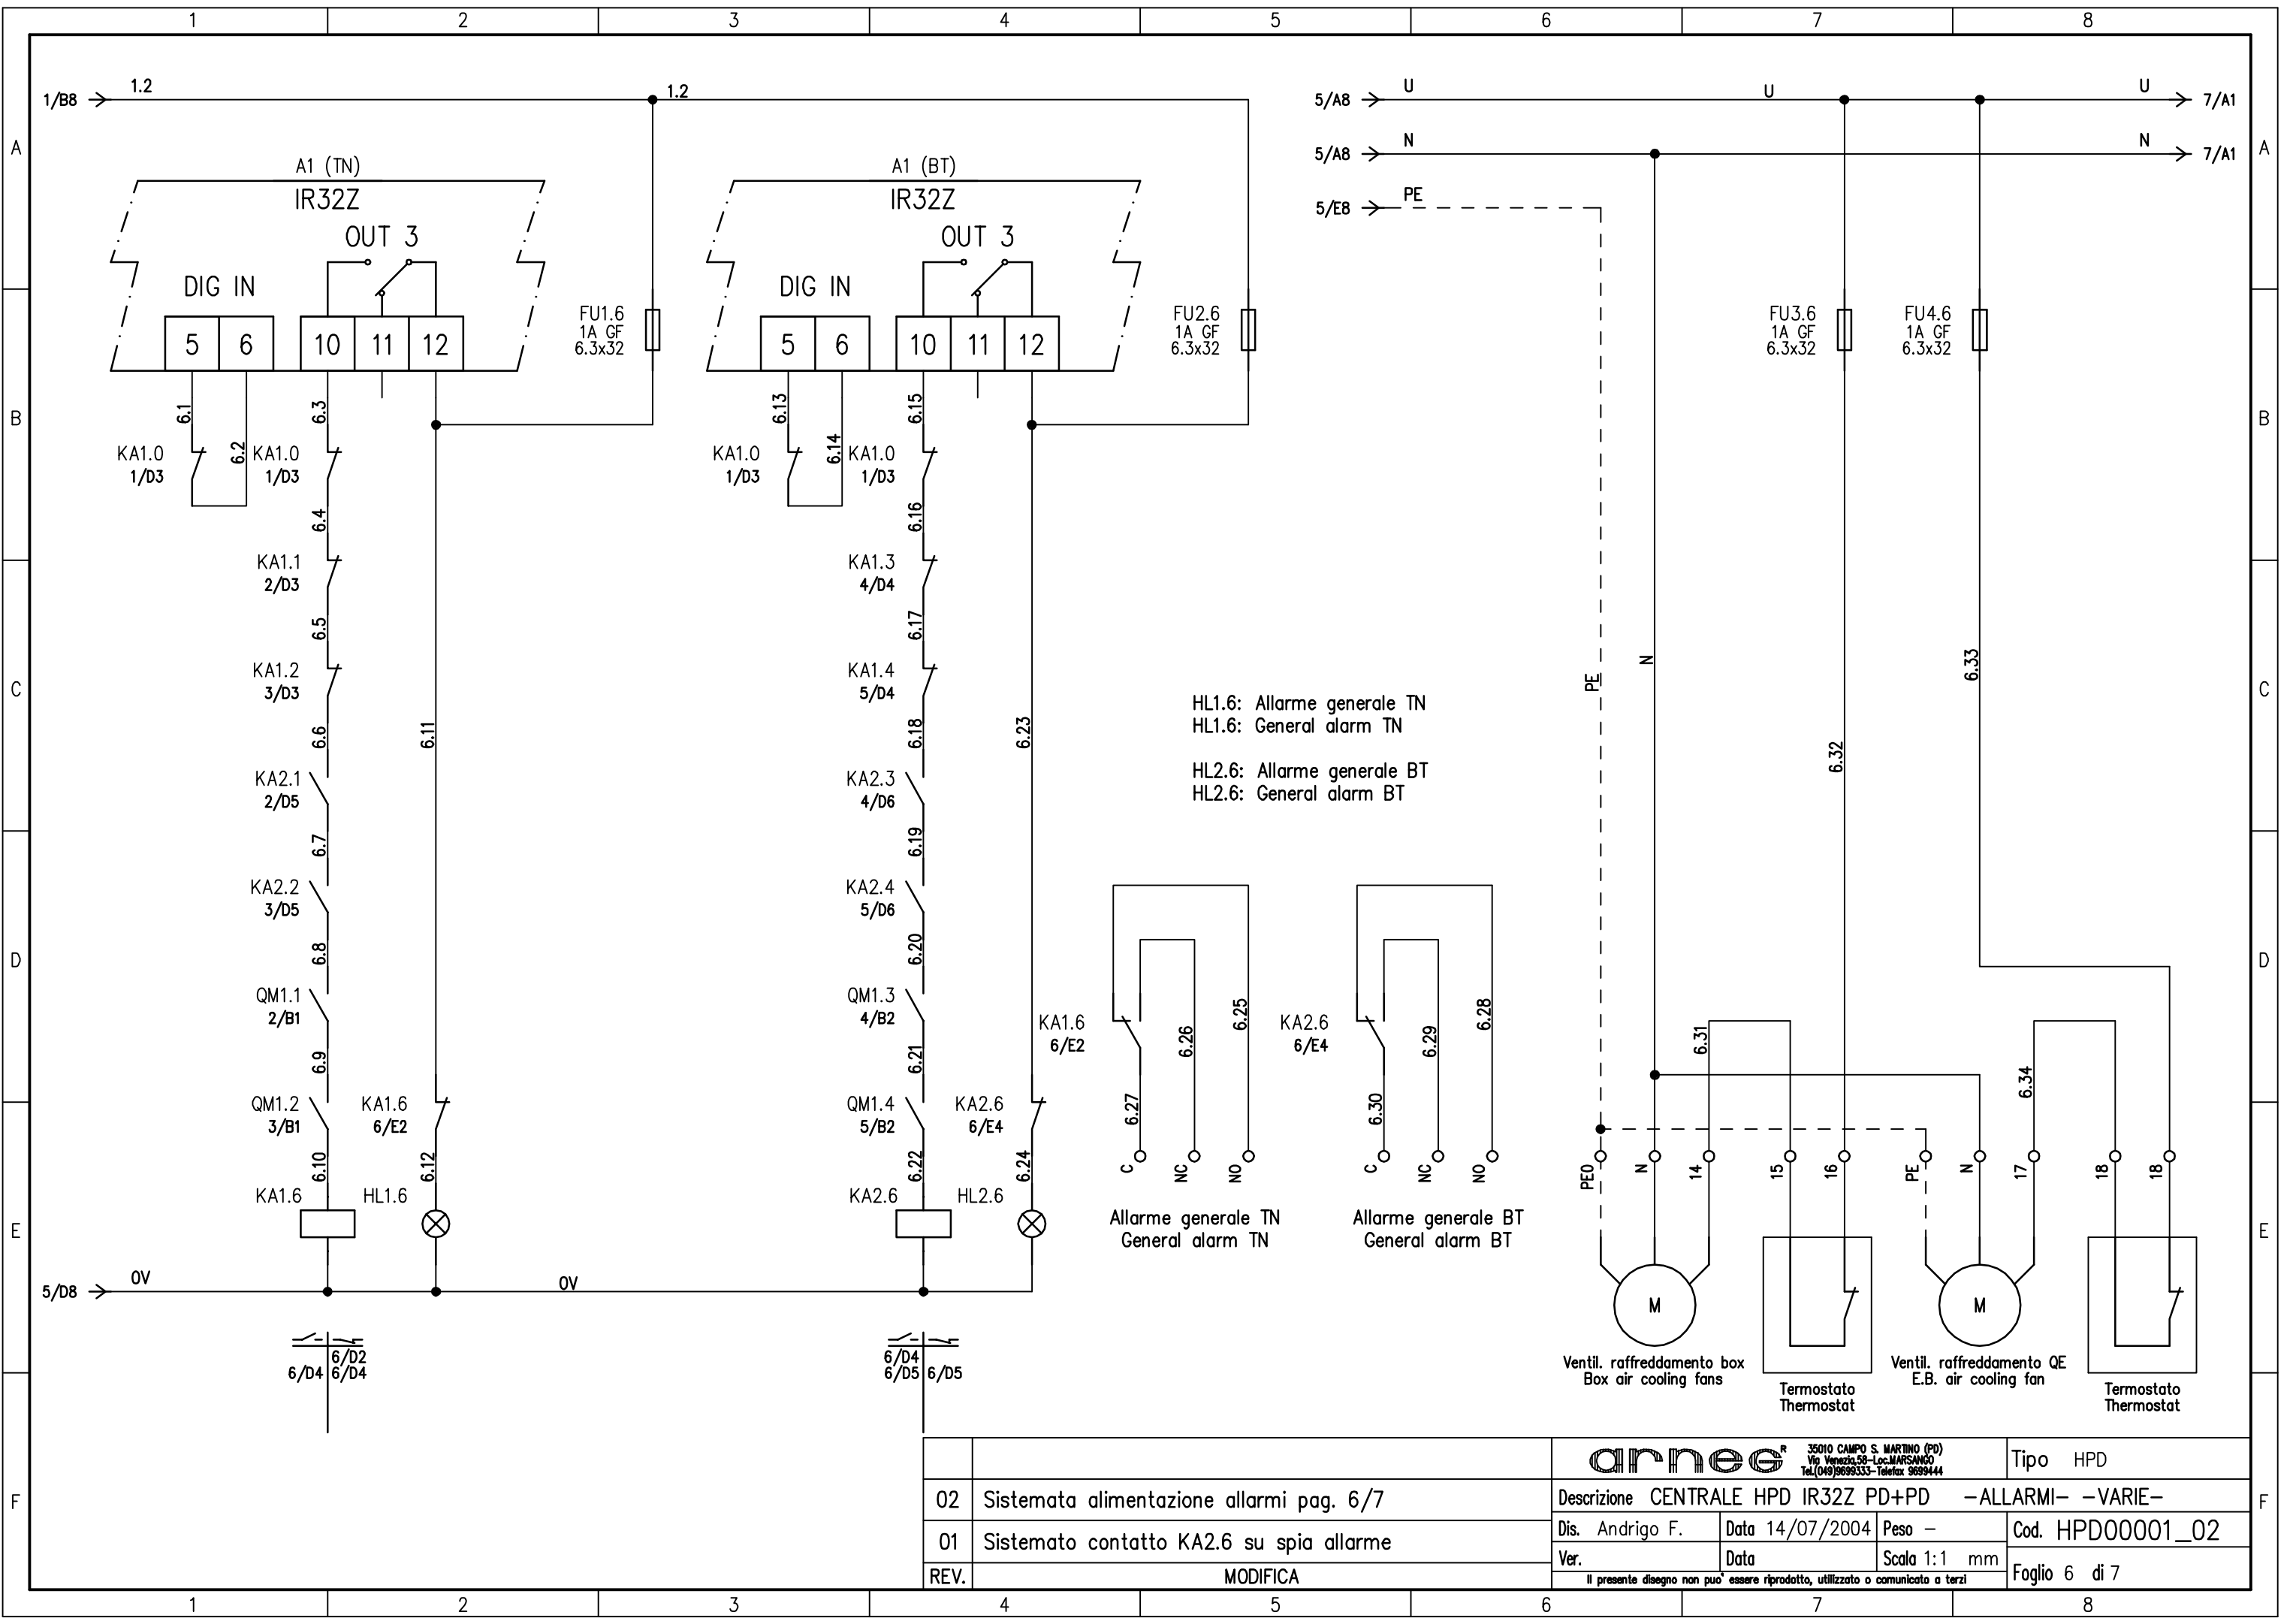 1 2 3 4 5 6 7 8
1/B8 1.2 1.2
5/A8 U U U 7/A1
5/A8 N N 7/A1
5/E8 PE
A A
A1 (TN)
IR32Z
OUT 3
DIG IN
5 6 10 11 12
FU1.6
1A GF
6.3x32
A1 (BT)
IR32Z
OUT 3
DIG IN
5 6 10 11 12
FU2.6
1A GF
6.3x32
FU3.6
1A GF
6.3x32
FU4.6
1A GF
6.3x32
B B
6.1
6.2
6.3
KA1.0
1/D3
KA1.0
1/D3
6.4
KA1.1
2/D3
6.5
KA1.2
3/D3
6.6
6.11
KA2.1
2/D5
6.7
KA2.2
3/D5
6.8
QM1.1
2/B1
6.9
QM1.2
3/B1
6.10
KA1.6
6/E2
6.12
KA1.6
HL1.6
6.13
6.14
6.15
KA1.0
1/D3
KA1.0
1/D3
6.16
KA1.3
4/D4
6.17
KA1.4
5/D4
6.18
6.23
KA2.3
4/D6
6.19
KA2.4
5/D6
6.20
QM1.3
4/B2
6.21
QM1.4
5/B2
6.22
KA2.6
6/E4
6.24
KA2.6
HL2.6
C C
HL1.6: Allarme generale TN
HL1.6: General alarm TN
HL2.6: Allarme generale BT
HL2.6: General alarm BT
D D
KA1.6
6/E2
6.27
6.26
6.25
C NC NO
Allarme generale TN
General alarm TN
KA2.6
6/E4
6.30
6.29
6.28
C NC NO
Allarme generale BT
General alarm BT
PE
N
6.32
6.33
6.31
6.34
PE0 N 14 15 16 PE N 17 18 18
E E
M
M
Ventil. raffreddamento box
Box air cooling fans
Termostato
Thermostat
Ventil. raffreddamento QE
E.B. air cooling fan
Termostato
Thermostat
5/D8 0V 0V
6/D2
6/D4 6/D4
6/D4
6/D5 6/D5
F F
02 Sistemata alimentazione allarmi pag. 6/7
01 Sistemato contatto KA2.6 su spia allarme
REV. MODIFICA
arneg R
35010 CAMPO S. MARTINO (PD)
Via Venezia,58-Loc.MARSANGO
Tel.(049)9699333-Telefax 9699444
Tipo HPD
Descrizione CENTRALE HPD IR32Z PD+PD -ALLARMI- -VARIE-
Dis. Andrigo F. Data 14/07/2004 Peso - Cod. HPD00001_02
Ver. Data Scala 1:1 mm
Foglio 6 di 7
Il presente disegno non puo' essere riprodotto, utilizzato o comunicato a terzi
1 2 3 4 5 6 7 8